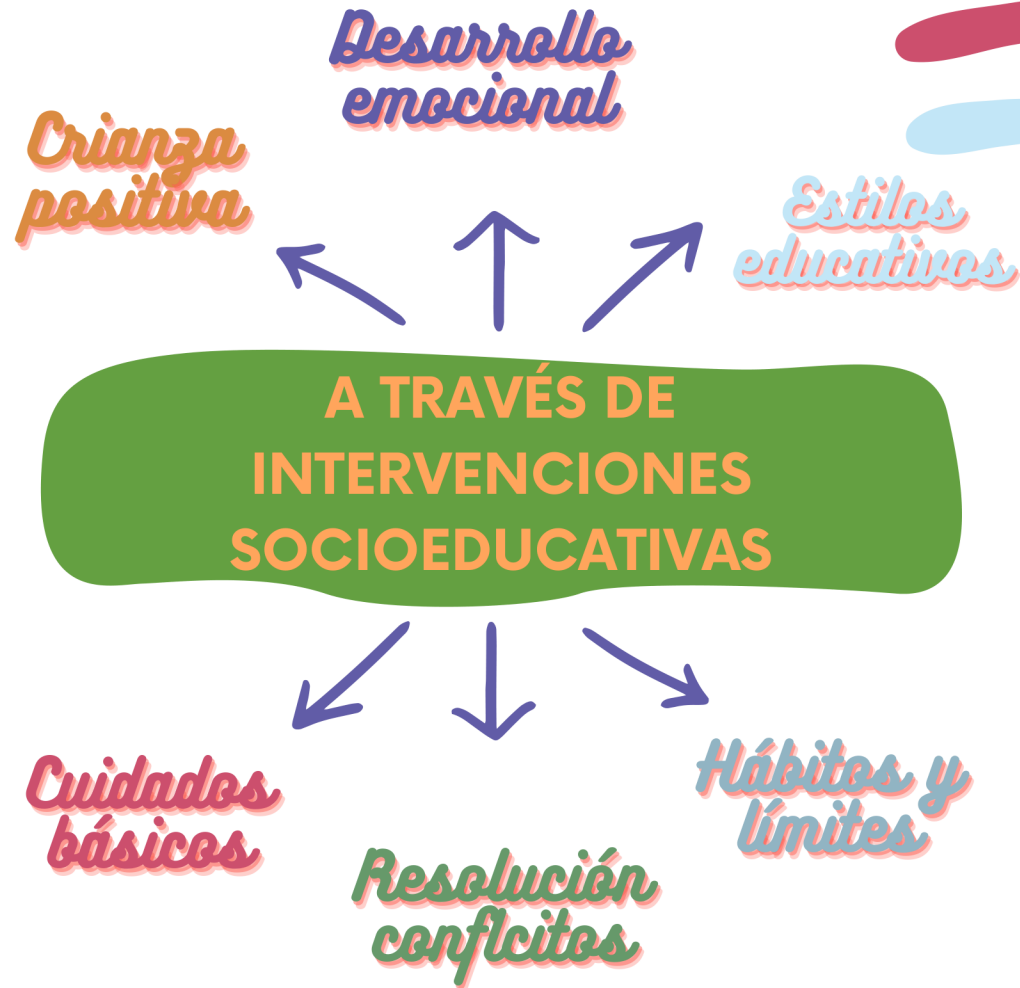 Desarrollo
emocional
Crianza
positiva
Estilos
educativos
A TRAVÉS DE
INTERVENCIONES
SOCIOEDUCATIVAS
Cuidados
básicos
Hábitos y
límites
Resolución
conflcitos